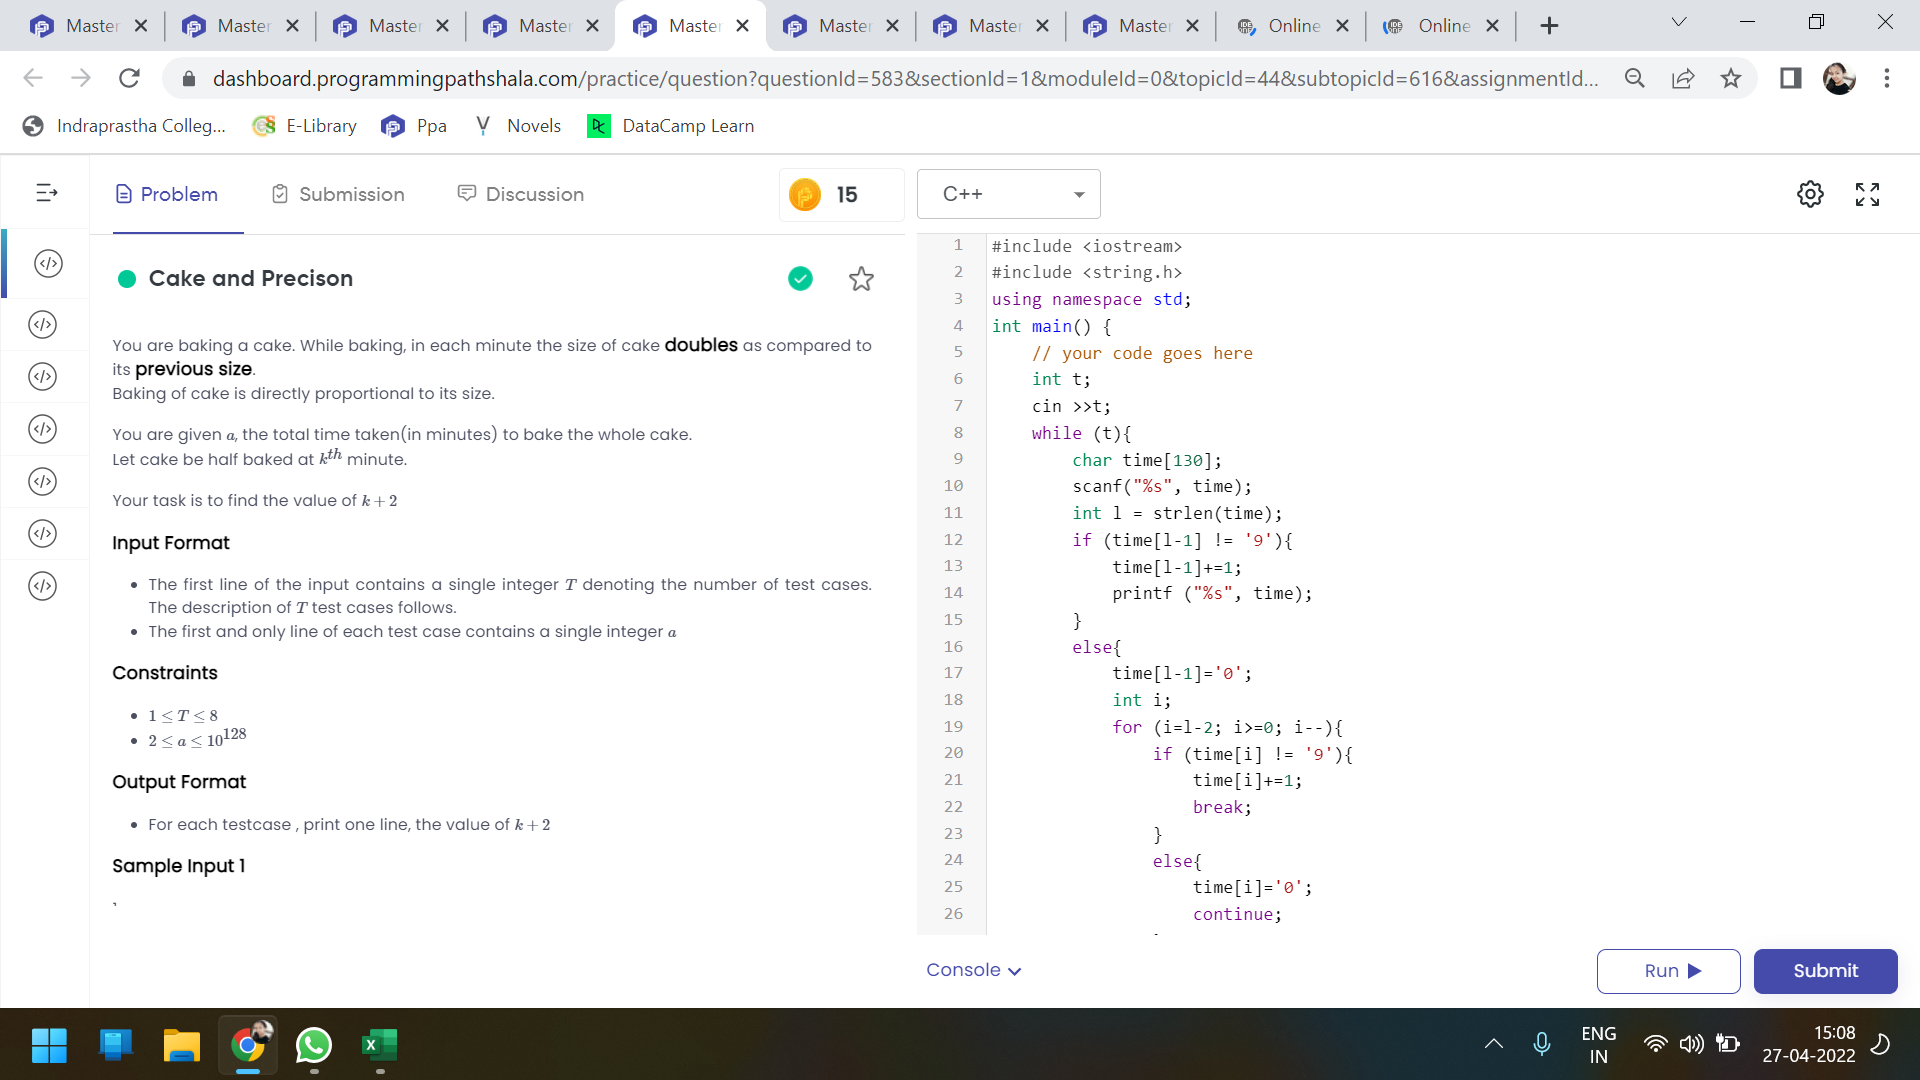 Master
Master
Master
Master
Master
Master
Master
Master
Online
Online
dashboard.programmingpathshala.com/practice/question?questionId=583&sectionId=1&moduleId=0&topicId=44&subtopicId=616&assignmentId...
Indraprastha Colleg...
E-Library
Ppa
Novels
DataCamp Learn
Problem
Submission
Discussion
15
C++
Cake and Precison
You are baking a cake. While baking, in each minute the size of cake doubles as compared to
its previous size.
Baking of cake is directly proportional to its size.
You are given a, the total time taken(in minutes) to bake the whole cake.
Let cake be half baked at k^th minute.
Your task is to find the value of k + 2
Input Format
• The first line of the input contains a single integer T denoting the number of test cases.
The description of T test cases follows.
• The first and only line of each test case contains a single integer a
Constraints
• 1 ≤ T ≤ 8
• 2 ≤ a ≤ 10^128
Output Format
• For each testcase , print one line, the value of k + 2
Sample Input 1
1 #include <iostream>
2 #include <string.h>
3 using namespace std;
4 int main() {
5 // your code goes here
6 int t;
7 cin >>t;
8 while (t){
9 char time[130];
10 scanf("%s", time);
11 int l = strlen(time);
12 if (time[l-1] != '9'){
13 time[l-1]+=1;
14 printf ("%s", time);
15 }
16 else{
17 time[l-1]='0';
18 int i;
19 for (i=l-2; i>=0; i--){
20 if (time[i] != '9'){
21 time[i]+=1;
22 break;
23 }
24 else{
25 time[i]='0';
26 continue;
Console
Run
Submit
ENG
IN
15:08
27-04-2022